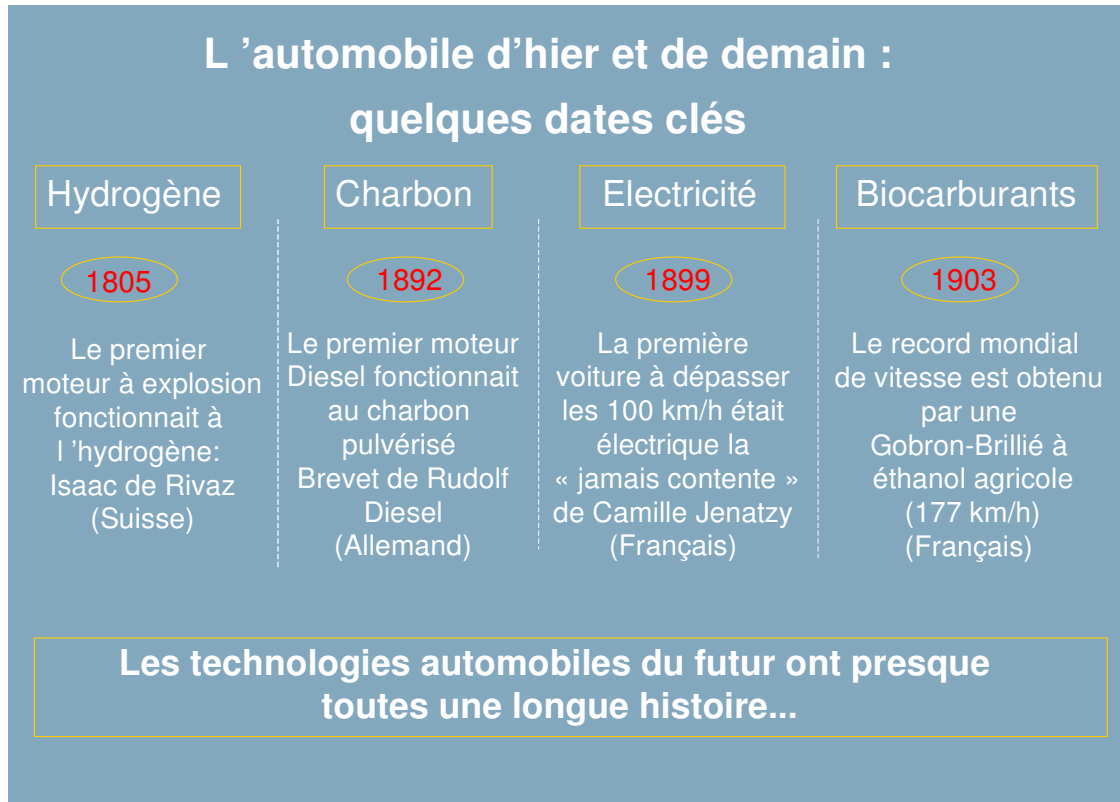 L ’automobile d’hier et de demain :
quelques dates clés
Hydrogène
1805
Le premier
moteur à explosion
fonctionnait à
l ’hydrogène:
Isaac de Rivaz
(Suisse)
Charbon
1892
Le premier moteur
Diesel fonctionnait
au charbon
pulvérisé
Brevet de Rudolf
Diesel
(Allemand)
Electricité
1899
La première
voiture à dépasser
les 100 km/h était
électrique la
« jamais contente »
de Camille Jenatzy
(Français)
Biocarburants
1903
Le record mondial
de vitesse est obtenu
par une
Gobron-Brillié à
éthanol agricole
(177 km/h)
(Français)
Les technologies automobiles du futur ont presque
toutes une longue histoire...